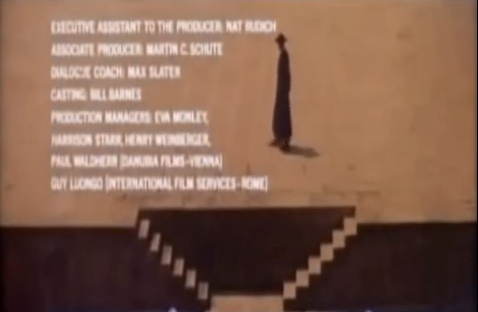 EXECUTIVE ASSISTANT TO THE PRODUCER: NAT RUDICH
ASSOCIATE PRODUCER: MARTIN C. SCHUTE
DIALOGUE COACH: MAX SLATER
CASTING: BILL BARNES
PRODUCTION MANAGERS: EVA MONLEY,
HARRISON STARR, HENRY WEINBERGER,
PAUL WALDHERR (DANUBIA FILMS-VIENNA)
GUY LUONGO (INTERNATIONAL FILM SERVICES-ROME)